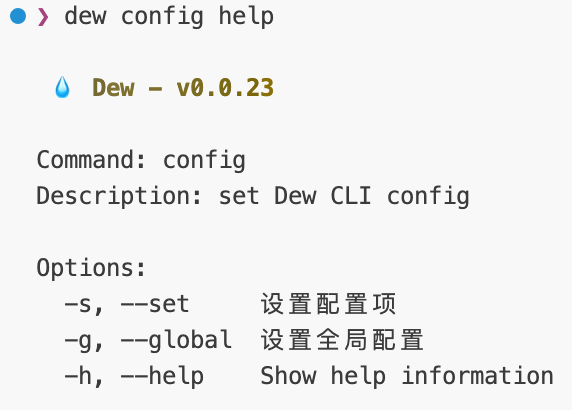 ❯ dew config help
💧 Dew - v0.0.23
Command: config
Description: set Dew CLI config
Options:
-s, --set 设置配置项
-g, --global 设置全局配置
-h, --help Show help information